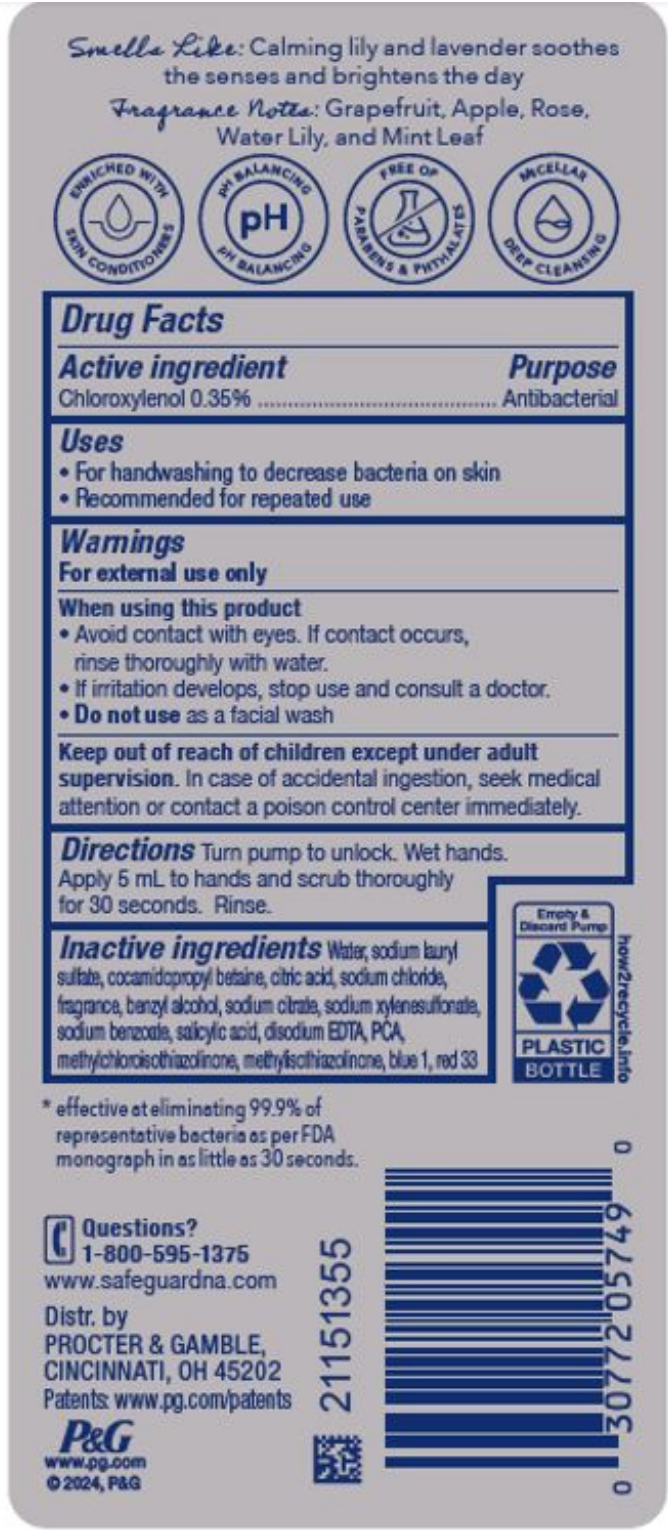 Smells Like: Calming lily and lavender soothes
the senses and brightens the day
Fragrance Notes: Grapefruit, Apple, Rose,
Water Lily, and Mint Leaf
ENRICHED WITH
SKIN CONDITIONERS
pH BALANCING
pH
pH BALANCING
FREE OF
PARABENS & PHTHALATES
MICELLAR
DEEP CLEANSING
Drug Facts
Active ingredient Purpose
Chloroxylenol 0.35% ........................................ Antibacterial
Uses
• For handwashing to decrease bacteria on skin
• Recommended for repeated use
Warnings
For external use only
When using this product
• Avoid contact with eyes. If contact occurs,
rinse thoroughly with water.
• If irritation develops, stop use and consult a doctor.
• Do not use as a facial wash
Keep out of reach of children except under adult
supervision. In case of accidental ingestion, seek medical
attention or contact a poison control center immediately.
Directions Turn pump to unlock. Wet hands.
Apply 5 mL to hands and scrub thoroughly
for 30 seconds. Rinse.
Inactive ingredients Water, sodium lauryl
sulfate, cocamidopropyl betaine, citric acid, sodium chloride,
fragrance, benzyl alcohol, sodium citrate, sodium xylenesulfonate,
sodium benzoate, salicylic acid, disodium EDTA, PCA,
methylchloroisothiazolinone, methylisothiazolinone, blue 1, red 33
Empty &
Discard Pump
PLASTIC
BOTTLE
how2recycle.info
* effective at eliminating 99.9% of
representative bacteria as per FDA
monograph in as little as 30 seconds.
Questions?
1-800-595-1375
www.safeguardna.com
Distr. by
PROCTER & GAMBLE,
CINCINNATI, OH 45202
Patents: www.pg.com/patents
P&G
www.pg.com
© 2024, P&G
21151355
0 30772 05749 0